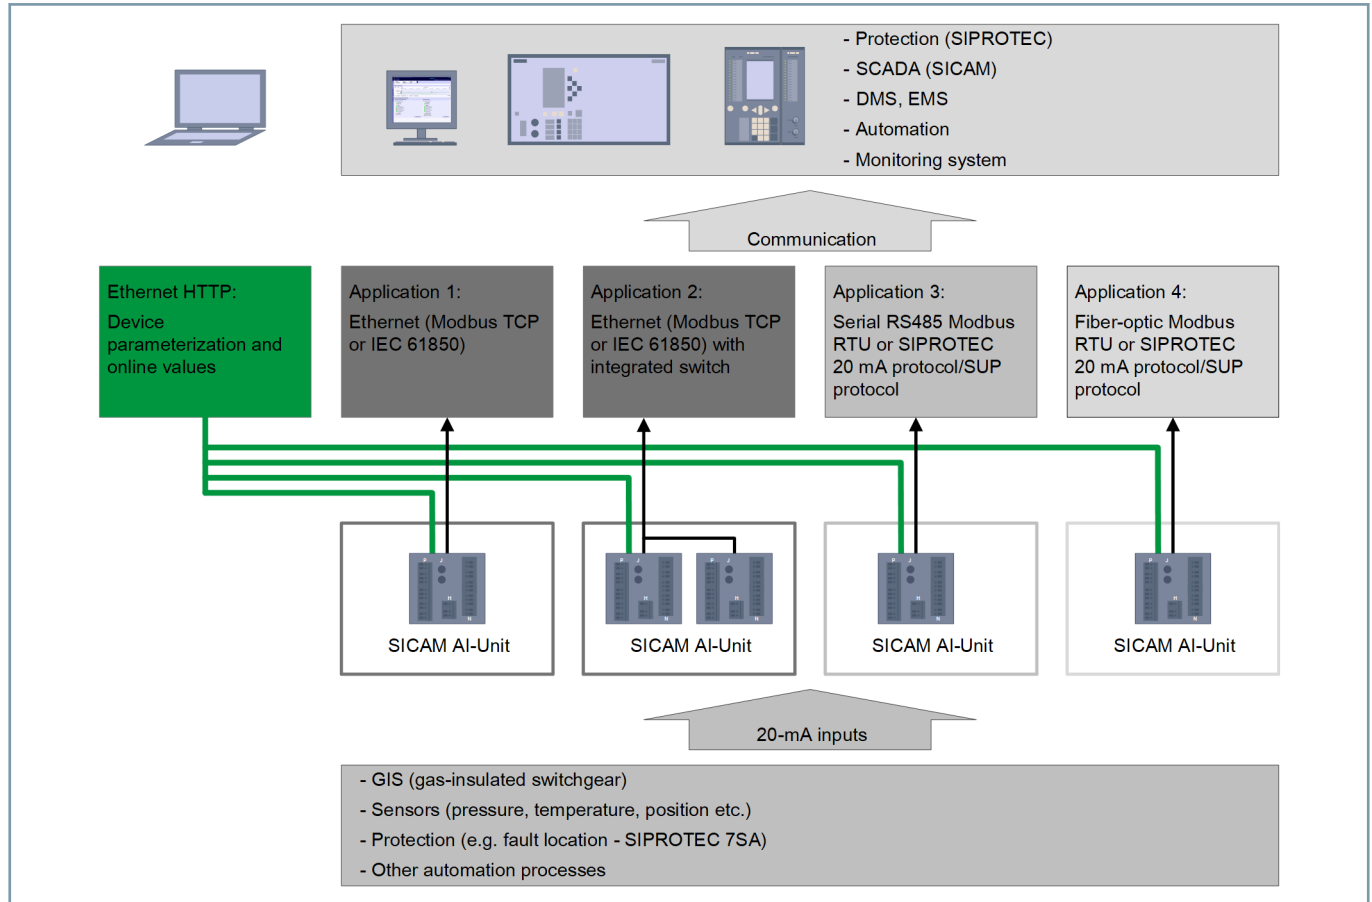 - Protection (SIPROTEC)
- SCADA (SICAM)
- DMS, EMS
- Automation
- Monitoring system
Communication
Ethernet HTTP:
Device
parameterization and
online values
Application 1:
Ethernet (Modbus TCP
or IEC 61850)
Application 2:
Ethernet (Modbus TCP
or IEC 61850) with
integrated switch
Application 3:
Serial RS485 Modbus
RTU or SIPROTEC
20 mA protocol/SUP
protocol
Application 4:
Fiber-optic Modbus
RTU or SIPROTEC
20 mA protocol/SUP
protocol
P J
H
N
SICAM AI-Unit
P J
H
N
P J
H
N
SICAM AI-Unit
P J
H
N
SICAM AI-Unit
P J
H
N
SICAM AI-Unit
20-mA inputs
- GIS (gas-insulated switchgear)
- Sensors (pressure, temperature, position etc.)
- Protection (e.g. fault location - SIPROTEC 7SA)
- Other automation processes